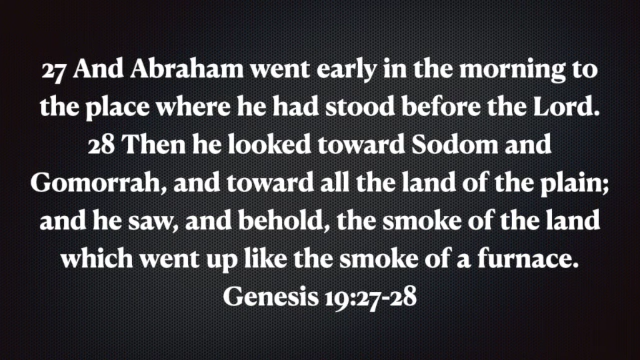 27 And Abraham went early in the morning to
the place where he had stood before the Lord.
28 Then he looked toward Sodom and
Gomorrah, and toward all the land of the plain;
and he saw, and behold, the smoke of the land
which went up like the smoke of a furnace.
Genesis 19:27-28